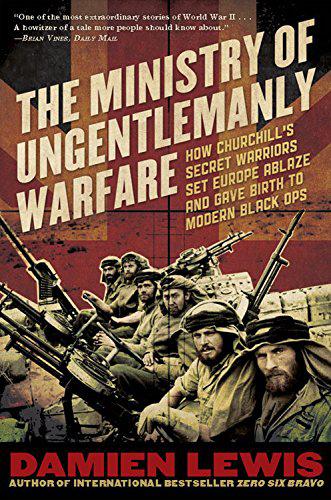 "One of the most extraordinary stories of World War II . . .
A howitzer of a tale more people should know about."
—Brian Viner, Daily Mail
THE MINISTRY OF
UNGENTLEMANLY
WARFARE
HOW CHURCHILL'S
SECRET WARRIORS
SET EUROPE ABLAZE
AND GAVE BIRTH TO
MODERN BLACK OPS
DAMIEN LEWIS
AUTHOR OF INTERNATIONAL BESTSELLER ZERO SIX BRAVO